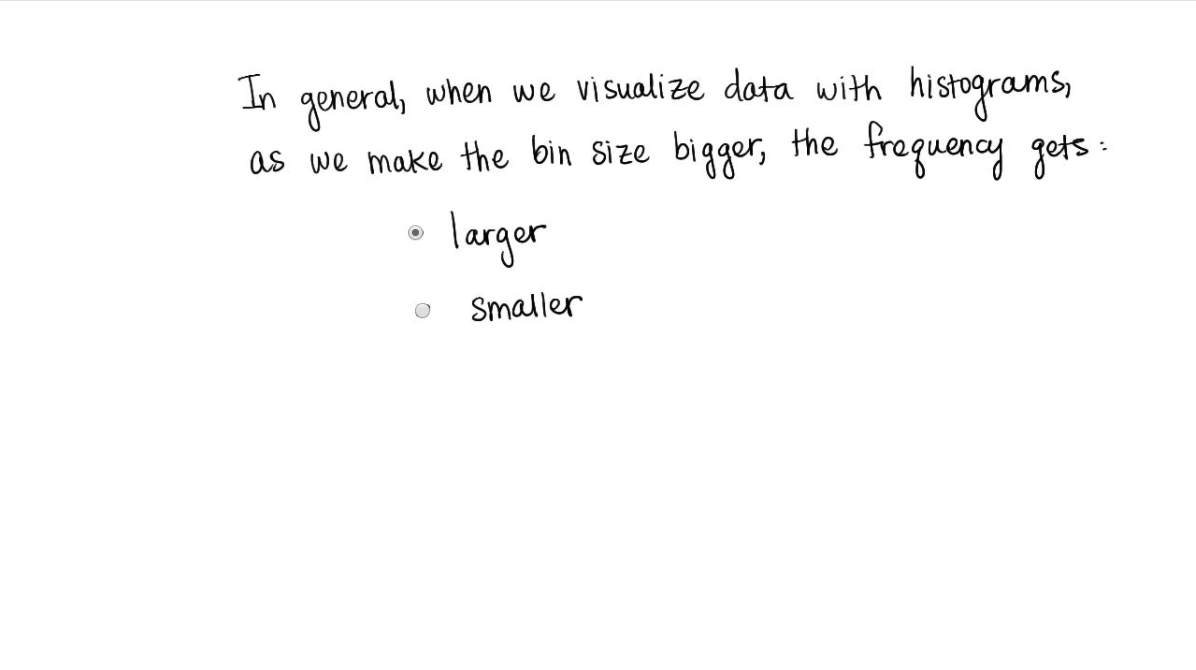 In general, when we visualize data with histograms,
as we make the bin size bigger, the frequency gets:
larger
smaller